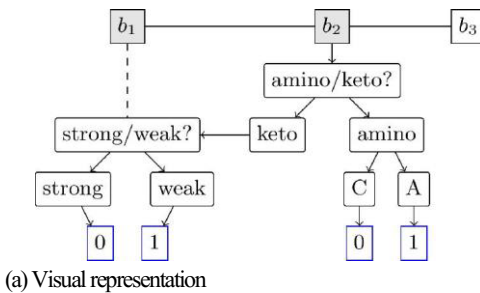 b1 b2 b3
amino/keto?
strong/weak? keto amino
strong weak C A
0 1 0 1
(a) Visual representation